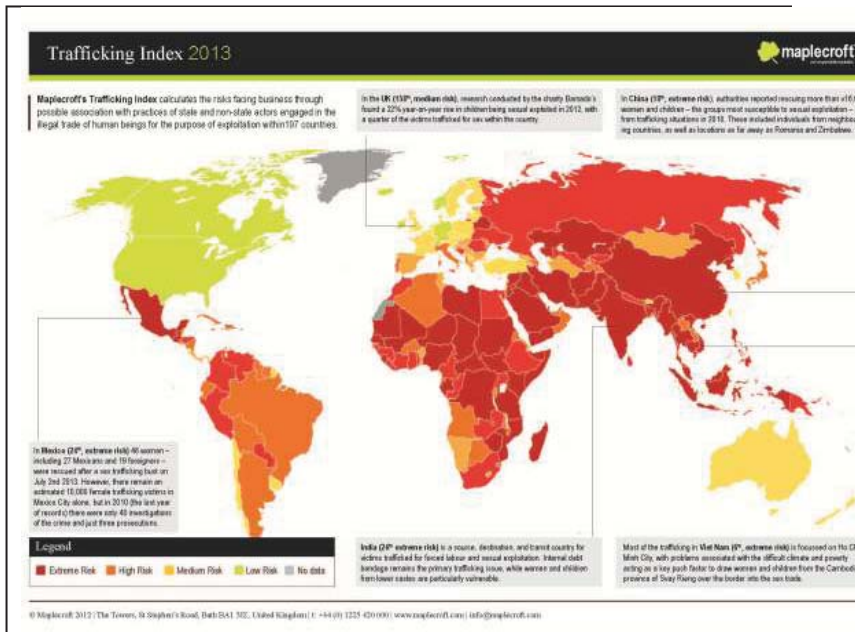 Trafficking Index 2013
maplecroft
Maplecroft's Trafficking Index calculates the risks facing business through
possible association with practices of state and non-state actors engaged in the
illegal trade of human beings for the purpose of exploitation within197 countries.
In the UK medium risk), research conducted by the charity
found a 22% year-on-year rise in children being sexual exploited in 2012, with
a quarter of the victims trafficked for sex within the country.
In China extreme risk), authorities reported rescuing more than
women and children – the groups most susceptible to sexual exploitation –
from trafficking situations in 2010. These included individuals from neighbou
ing countries, as well as locations as far away as Romania and Zimbabwe.
In Mexico extreme risk) 46 women –
including 27 Mexicans and 19 foreigners –
were rescued after a sex trafficking bust on
July 2nd 2013. However, there remain an
estimated 10,000 female trafficking victims in
Mexico City alone, but in 2010 (the last year
of records) there were only 40 investigations
of the crime and just three prosecutions.
Legend
Extreme Risk
High Risk
Medium Risk
Low Risk
No data
India extreme risk) is a source, destination, and transit country for
victims trafficked for forced labour and sexual exploitation. Internal debt
bondage remains the primary trafficking issue, while women and children
from lower castes are particularly vulnerable.
Most of the trafficking in Viet Nam extreme risk) is focussed on Ho Ch
Minh City, with problems associated with the difficult climate and poverty
acting as a key push factor to draw women and children from the Cambodi
province of Svay Rieng over the border into the sex trade.
© Maplecroft 2012 | The Towers, St Stephen's Road, Bath BA1 5JZ, United Kingdom | t: +44 (0) 1225 420 000 | www.maplecroft.com | info@maplecroft.com